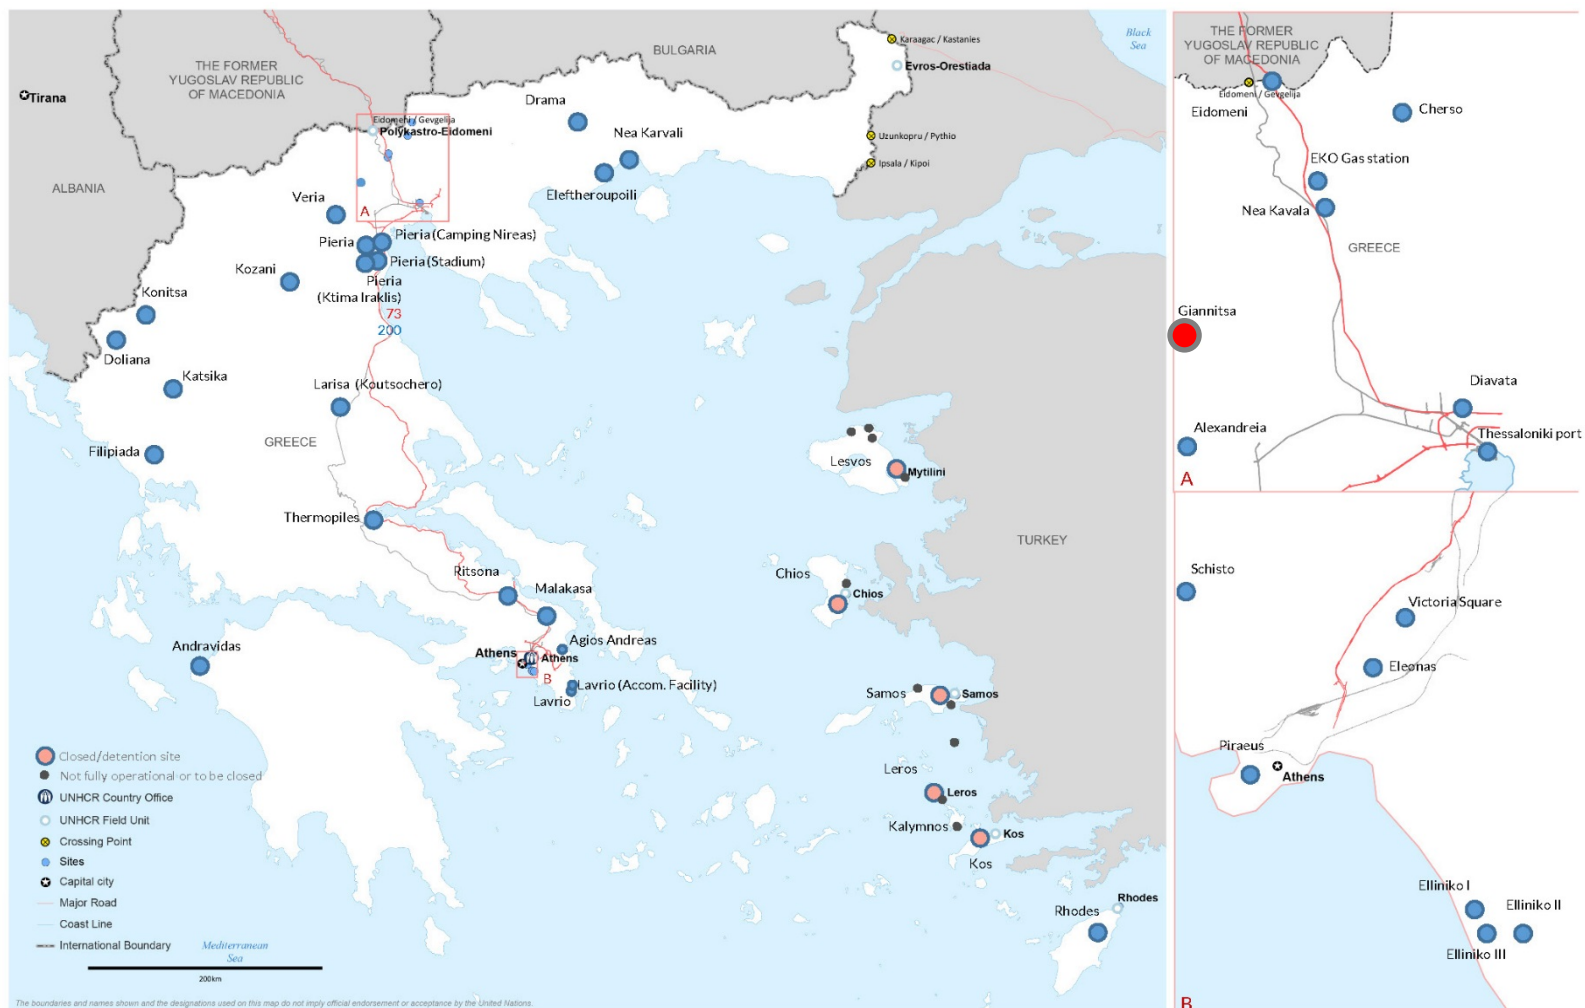 Black
Sea
Karaagac / Kastanies
BULGARIA
THE FORMER
YUGOSLAV REPUBLIC
OF MACEDONIA
Evros-Orestiada
Tirana
Drama
Eidomeni / Gevgelija
Polykastro-Eidomeni
Nea Karvali
Uzunkopru / Pythio
Ipsala / Kipoi
ALBANIA
Veria
A
Eleftheroupoili
Pieria
Pieria (Camping Nireas)
Pieria (Stadium)
Kozani
Pieria
(Ktima Iraklis)
73
200
Konitsa
Doliana
Katsika
Larisa (Koutsochero)
GREECE
Filipiada
Lesvos
Mytilini
Thermopiles
TURKEY
Ritsona
Malakasa
Chios
Chios
Andravidas
Agios Andreas
Athens
Athens
B
Lavrio (Accom. Facility)
Lavrio
Samos
Samos
Leros
Leros
Kalymnos
Kos
Kos
Rhodes
Rhodes
Closed/detention site
Not fully operational or to be closed
UNHCR Country Office
UNHCR Field Unit
Crossing Point
Sites
Capital city
Major Road
Coast Line
International Boundary
Mediterranean
Sea
200km
The boundaries and names shown and the designations used on this map do not imply official endorsement or acceptance by the United Nations.
THE FORMER
YUGOSLAV REPUBLIC
OF MACEDONIA
Eidomeni / Gevgelija
Eidomeni
Cherso
EKO Gas station
Nea Kavala
GREECE
Giannitsa
Diavata
Alexandreia
Thessaloniki port
A
Schisto
Victoria Square
Eleonas
Piraeus
Athens
Elliniko I
Elliniko II
Elliniko III
B